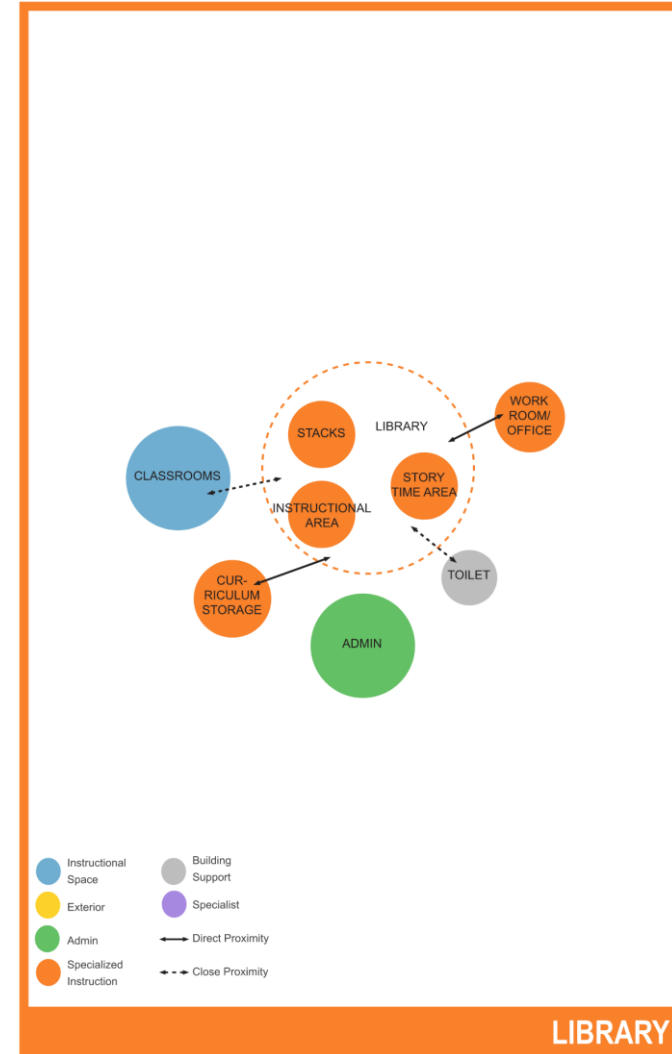 WORK
ROOM/
OFFICE
LIBRARY
STACKS
CLASSROOMS
STORY
TIME AREA
INSTRUCTIONAL
AREA
TOILET
CUR-
RICULUM
STORAGE
ADMIN
Instructional
Space
Exterior
Admin
Specialized
Instruction
Building
Support
Specialist
Direct Proximity
Close Proximity
LIBRARY